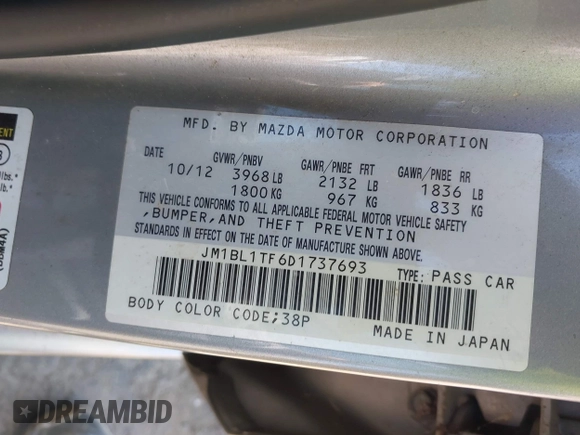 MFD. BY MAZDA MOTOR CORPORATION
DATE GVWR/PNBV GAWR/PNBE FRT GAWR/PNBE RR
10/12 3968 LB 2132 LB 1836 LB
1800 KG 967 KG 833 KG
THIS VEHICLE CONFORMS TO ALL APPLICABLE FEDERAL MOTOR VEHICLE SAFETY
,BUMPER,AND THEFT PREVENTION
STANDARDS IN EFFECT ON THE DATE OF MANUFACTURE SHOWN ABOVE.
JM1BL1TF6D1737693 TYPE: PASS CAR
BODY COLOR CODE;38P
MADE IN JAPAN
lbs.
lb.
(BBM4A)
DREAMBID